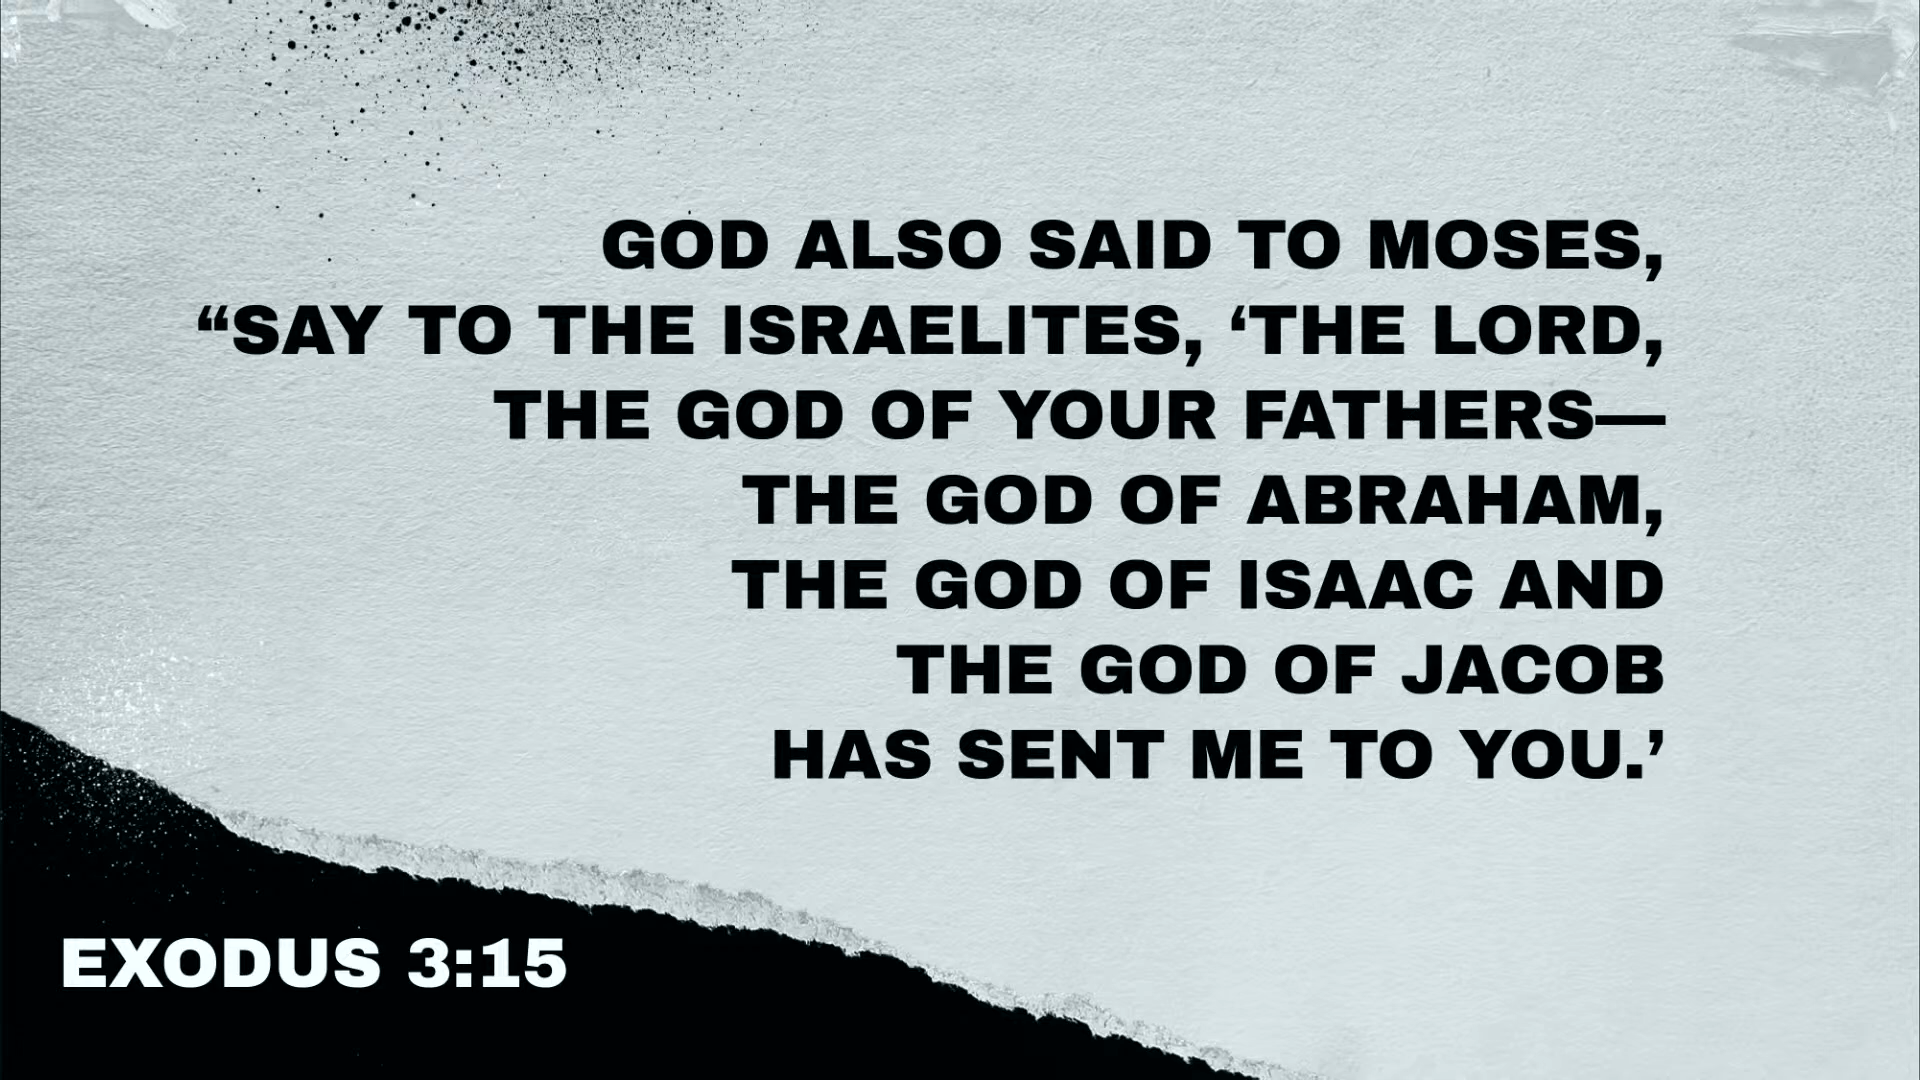 GOD ALSO SAID TO MOSES,
“SAY TO THE ISRAELITES, ‘THE LORD,
THE GOD OF YOUR FATHERS—
THE GOD OF ABRAHAM,
THE GOD OF ISAAC AND
THE GOD OF JACOB
HAS SENT ME TO YOU.’
EXODUS 3:15